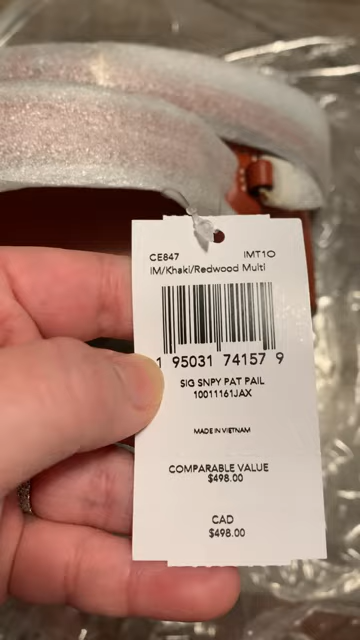 CE847 IMT10
IM/Khaki/Redwood Multi
1 95031 74157 9
SIG SNPY PAT PAIL
10011161JAX
MADE IN VIETNAM
COMPARABLE VALUE
$498.00
CAD
$498.00